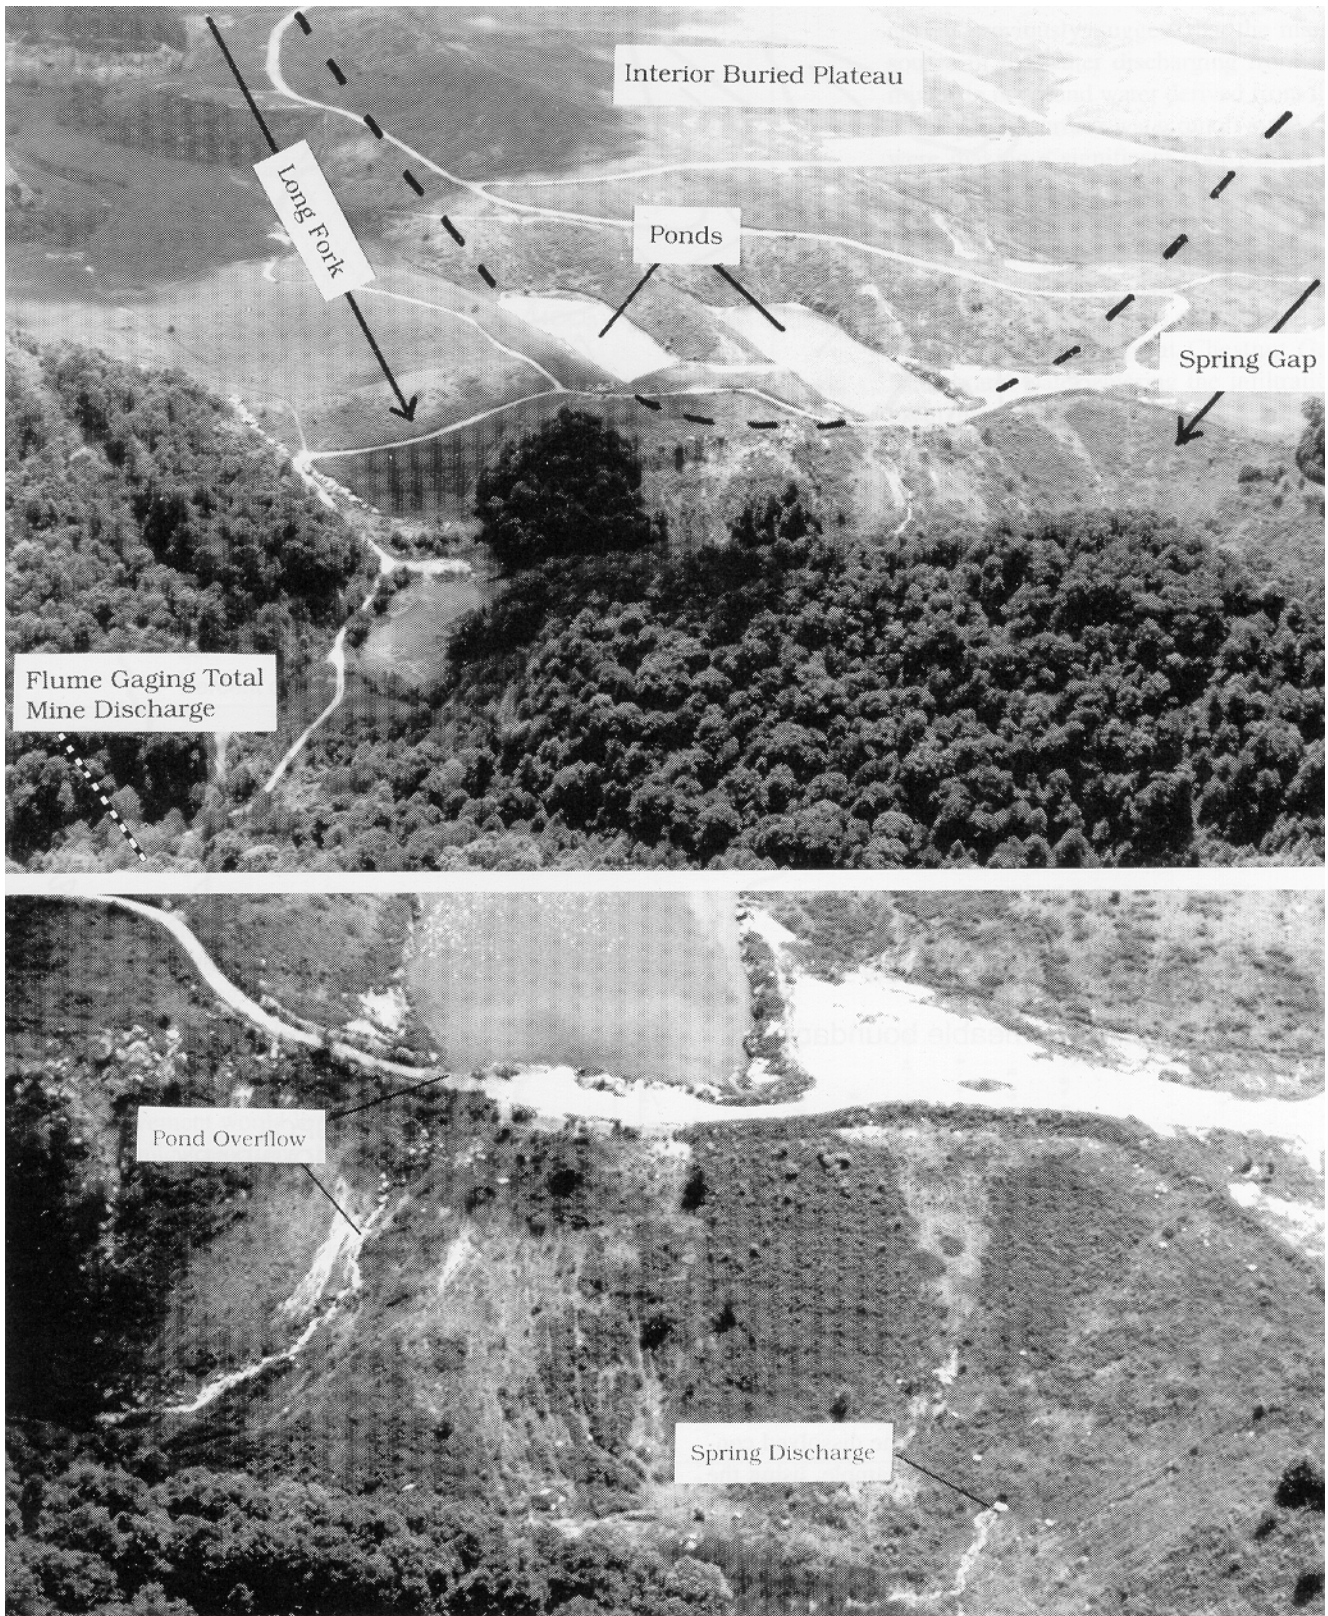 Interior Buried Plateau
Long Fork
Ponds
Spring Gap
Flume Gaging Total
Mine Discharge
Pond Overflow
Spring Discharge